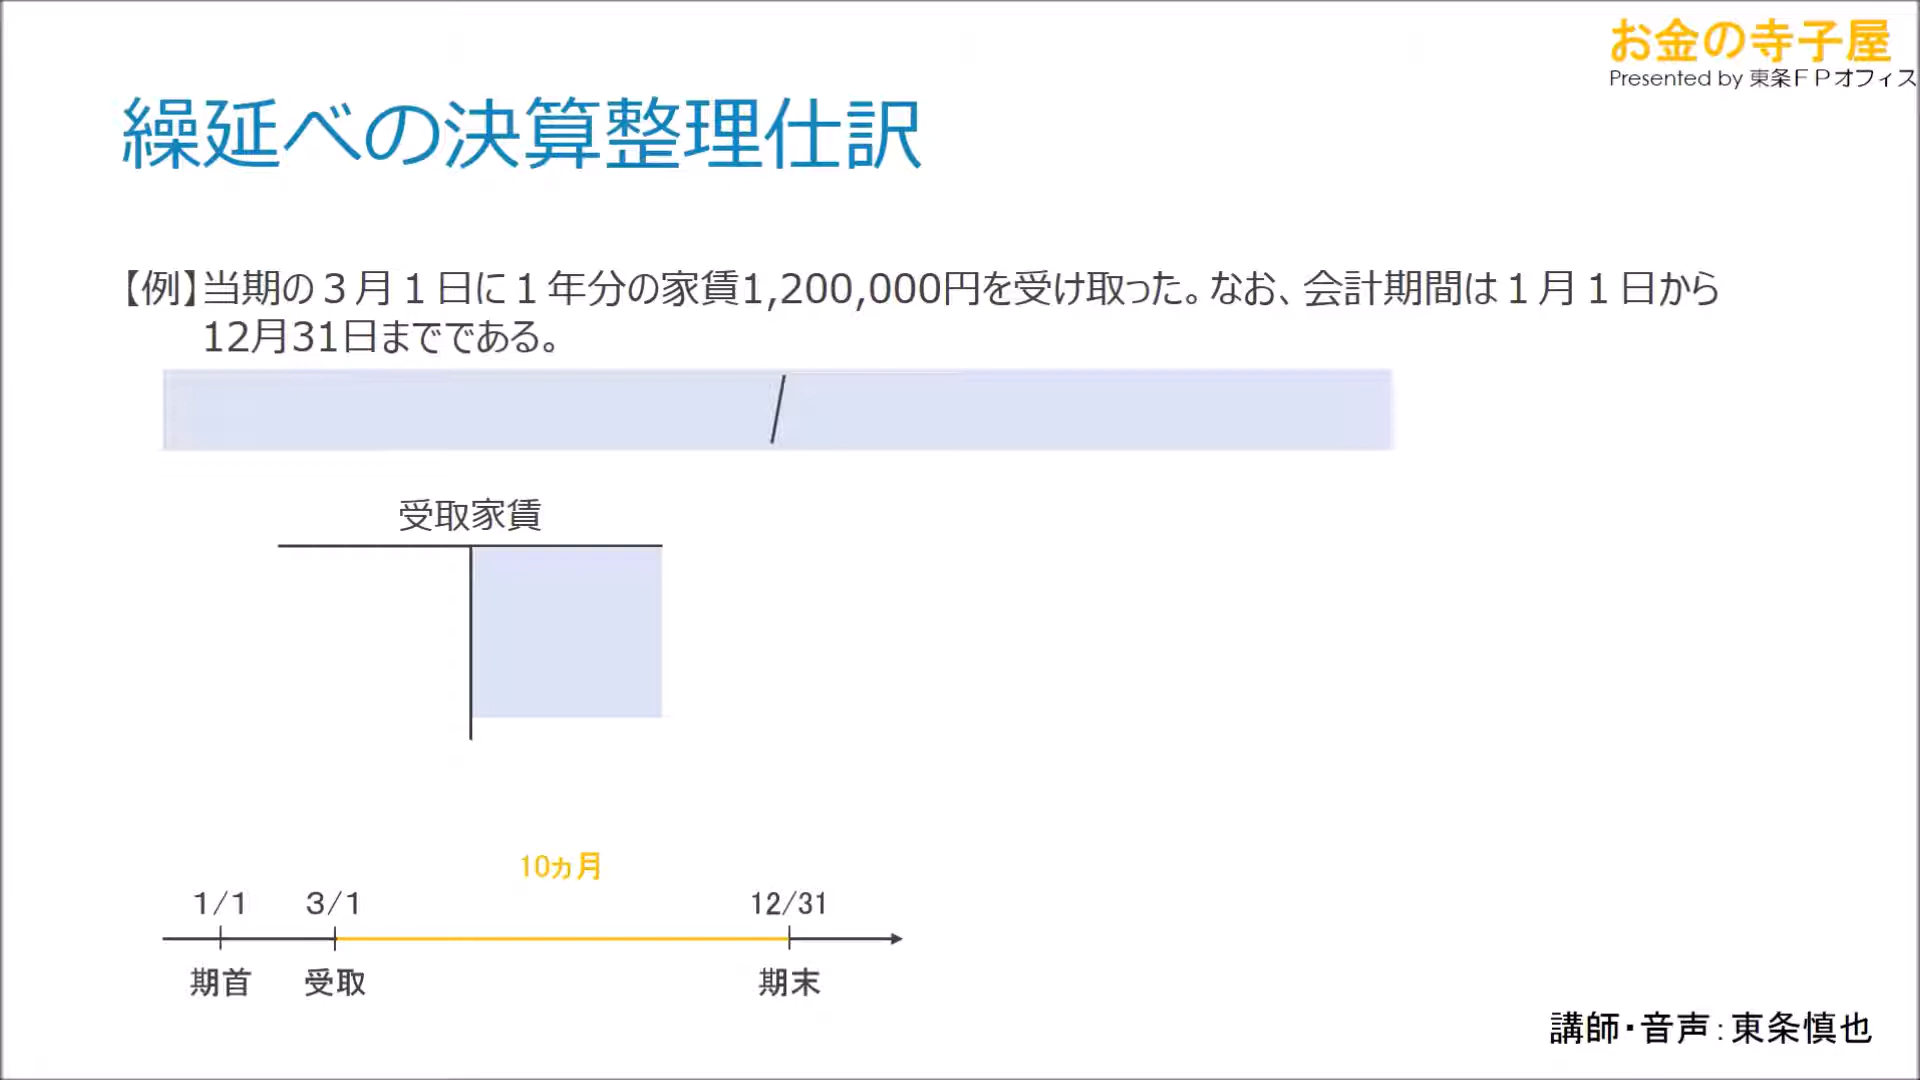 お金の寺子屋
Presented by 東条ＦＰオフィス
繰延べの決算整理仕訳
【例】当期の３月１日に１年分の家賃1,200,000円を受け取った。なお、会計期間は１月１日から
12月31日までである。
受取家賃
10ヵ月
1/1 3/1 12/31
期首 受取 期末
講師・音声：東条慎也